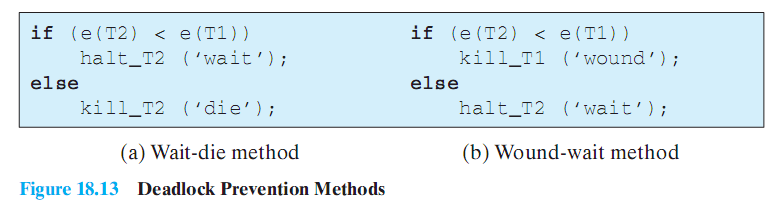 if (e(T2) < e(T1))
    halt_T2 (‘wait’);
else
    kill_T2 (‘die’);
if (e(T2) < e(T1))
    kill_T1 (‘wound’);
else
    halt_T2 (‘wait’);
(a) Wait-die method
(b) Wound-wait method
Figure 18.13 Deadlock Prevention Methods